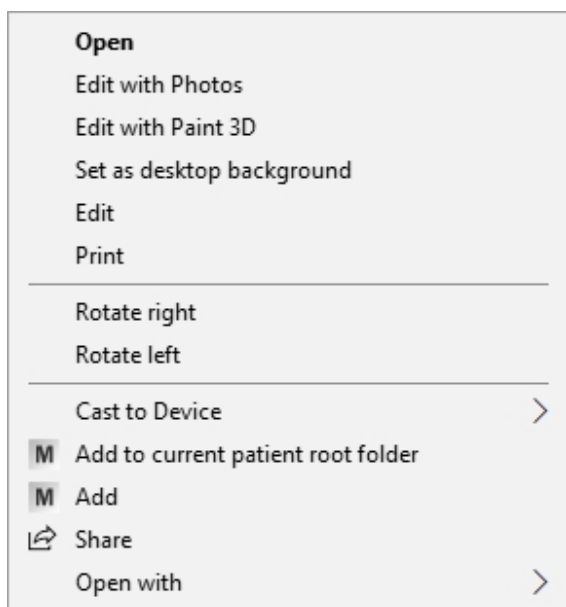 Open
Edit with Photos
Edit with Paint 3D
Set as desktop background
Edit
Print
Rotate right
Rotate left
Cast to Device
M Add to current patient root folder
M Add
Share
Open with